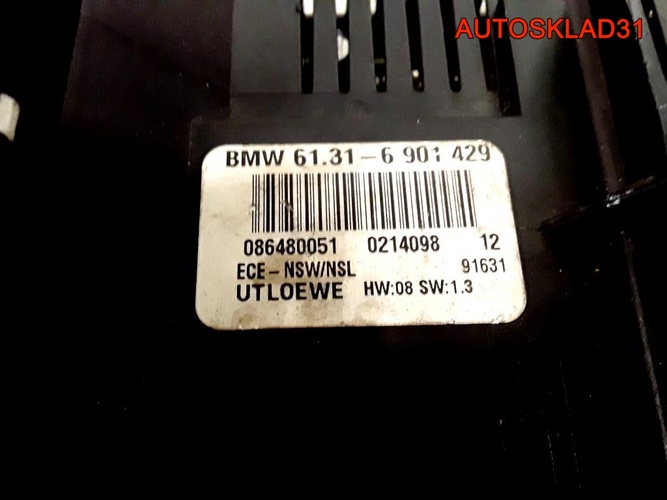 AUTOSKLAD31
BMW 61.31-6 901 429
086480051 0214098 12
ECE-NSW/NSL 91631
UTLOEWE HW:08 SW:1.3